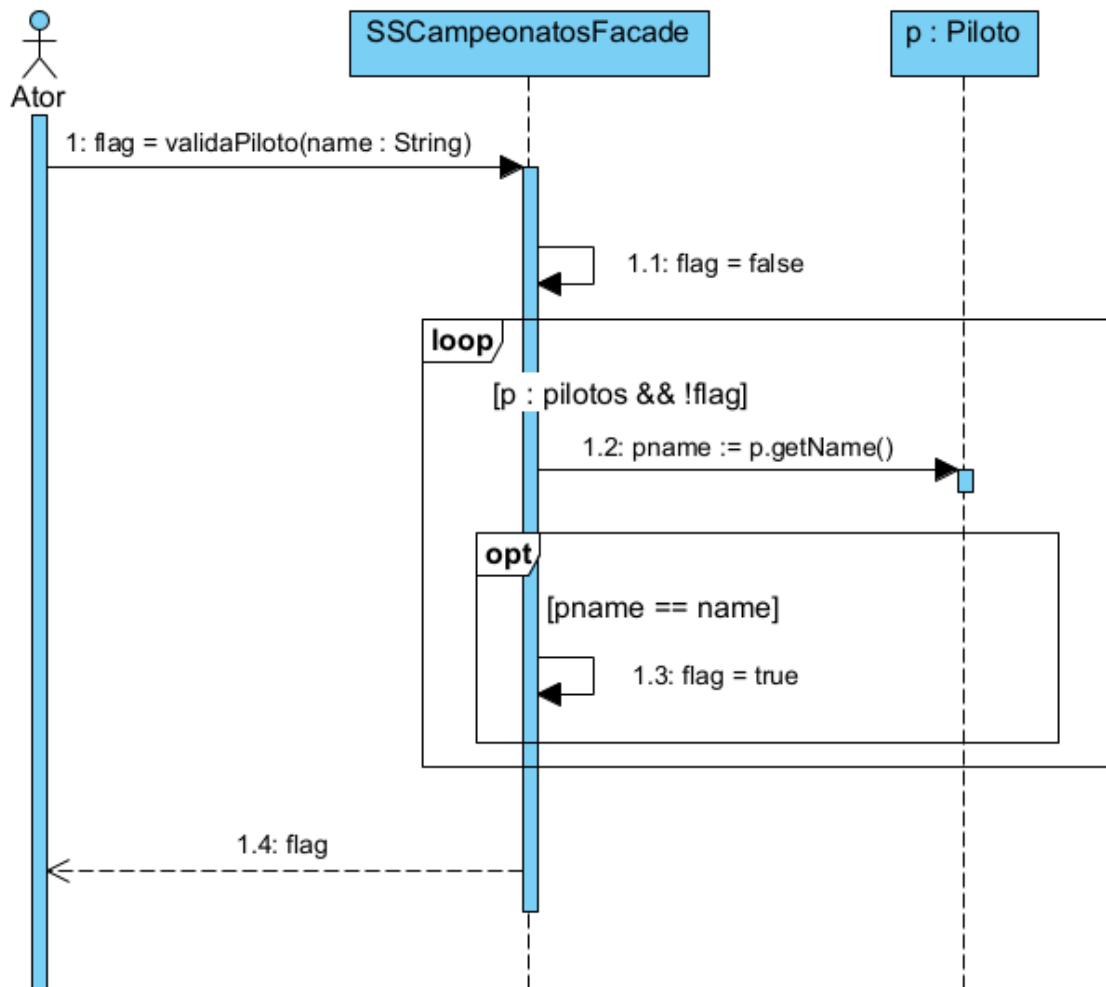 SSCampeonatosFacade
p : Piloto
Ator
1: flag = validaPiloto(name : String)
1.1: flag = false
loop
[p : pilotos && !flag]
1.2: pname := p.getName()
opt
[pname == name]
1.3: flag = true
1.4: flag